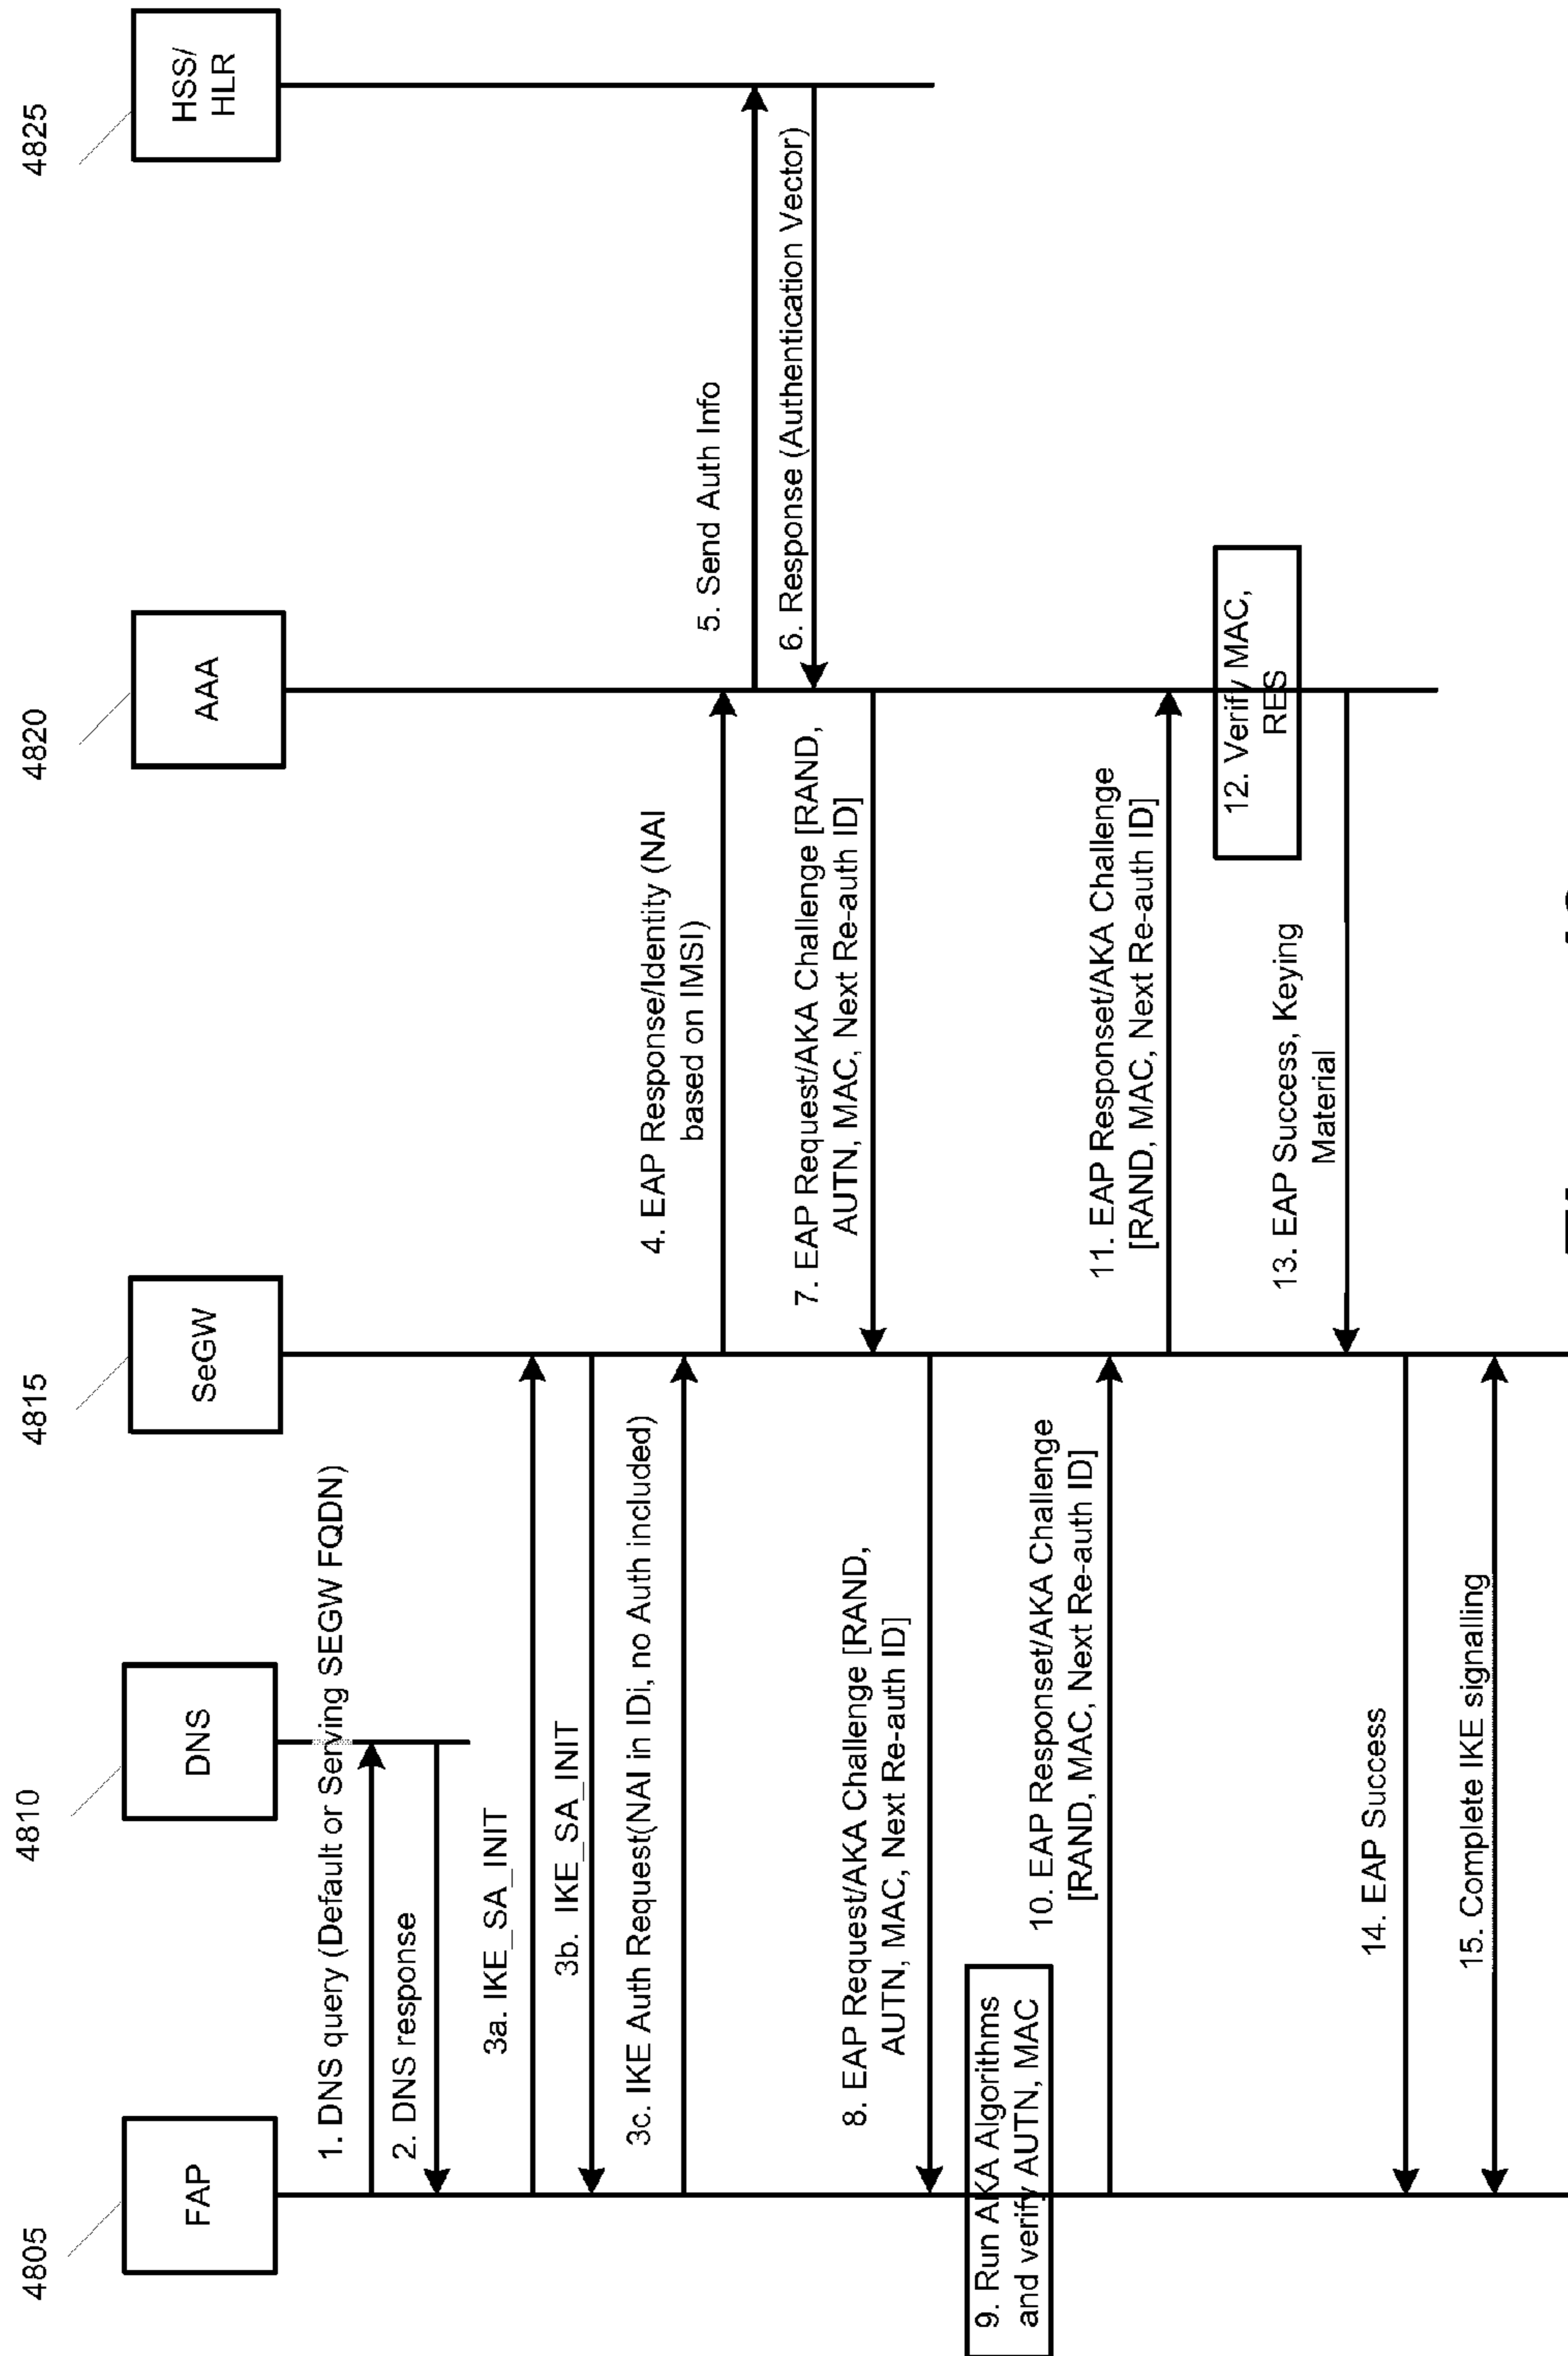 4805
4810
4815
4820
4825
FAP
DNS
SeGW
AAA
HSS/
HLR
1. DNS query (Default or Serving SEGW FQDN)
2. DNS response
3a. IKE_SA_INIT
3b. IKE_SA_INIT
3c. IKE Auth Request(NAI in IDi, no Auth included)
4. EAP Response/Identity (NAI
based on IMSI)
5. Send Auth Info
6. Response (Authentication Vector)
7. EAP Request/AKA Challenge [RAND,
AUTN, MAC, Next Re-auth ID]
8. EAP Request/AKA Challenge [RAND,
AUTN, MAC, Next Re-auth ID]
9. Run AKA Algorithms
and verify AUTN, MAC
10. EAP Responset/AKA Challenge
[RAND, MAC, Next Re-auth ID]
11. EAP Responset/AKA Challenge
[RAND, MAC, Next Re-auth ID]
12. Verify MAC,
RES
13. EAP Success, Keying
Material
14. EAP Success
15. Complete IKE signalling